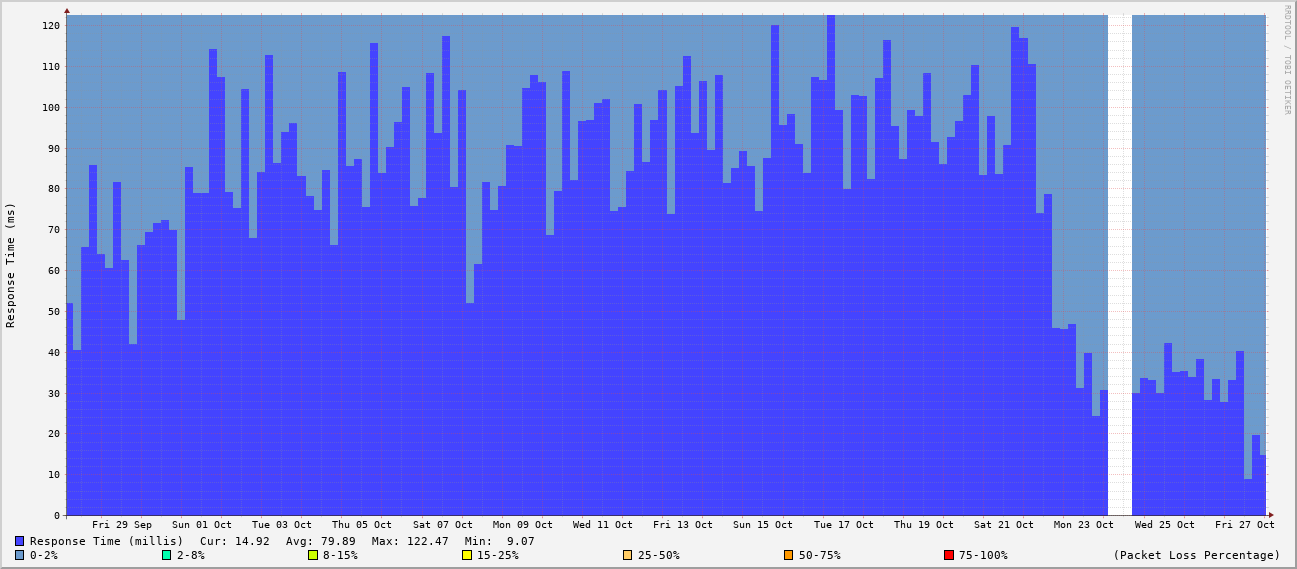 RRDTOOL / TOBI OETIKER
Response Time (ms)
120
110
100
90
80
70
60
50
40
30
20
10
0
Fri 29 Sep Sun 01 Oct Tue 03 Oct Thu 05 Oct Sat 07 Oct Mon 09 Oct Wed 11 Oct Fri 13 Oct Sun 15 Oct Tue 17 Oct Thu 19 Oct Sat 21 Oct Mon 23 Oct Wed 25 Oct Fri 27 Oct
Response Time (millis) Cur: 14.92 Avg: 79.89 Max: 122.47 Min: 9.07
0-2% 2-8% 8-15% 15-25% 25-50% 50-75% 75-100% (Packet Loss Percentage)